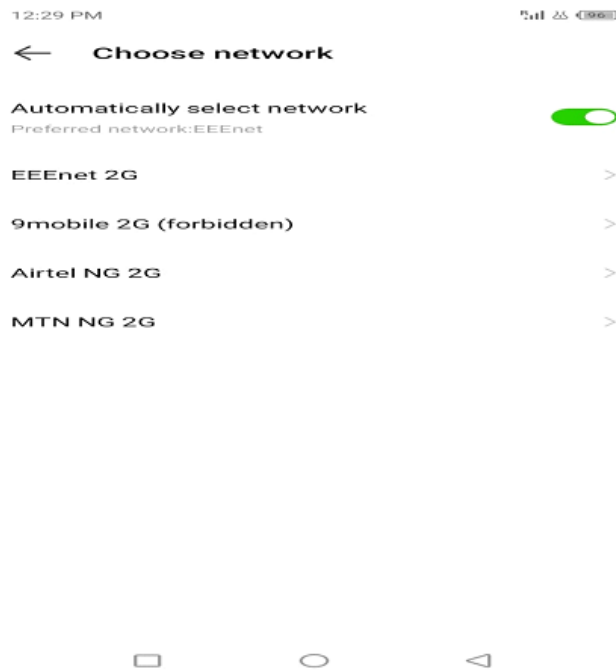 12:29 PM
96
Choose network
Automatically select network
Preferred network:EEEnet
EEEnet 2G
9mobile 2G (forbidden)
Airtel NG 2G
MTN NG 2G